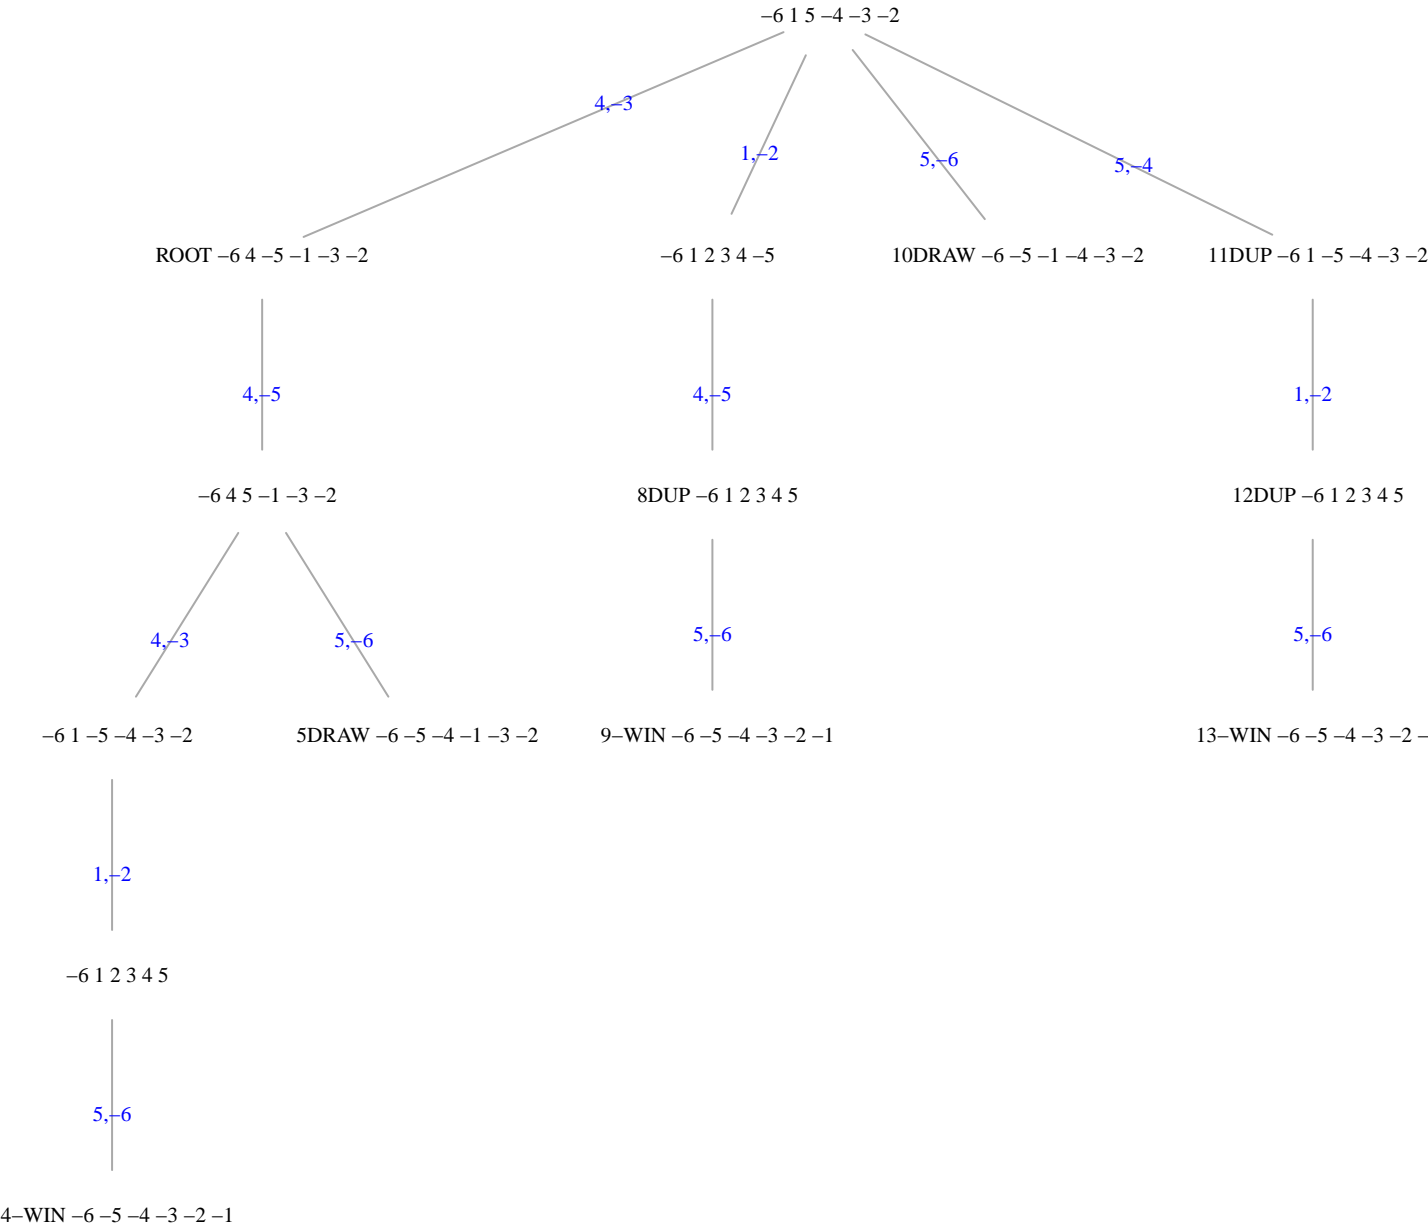 –6 1 5 –4 –3 –2
4,–3
1,–2
5,–6
5,–4
ROOT –6 4 –5 –1 –3 –2
–6 1 2 3 4 –5
10DRAW –6 –5 –1 –4 –3 –2
11DUP –6 1 –5 –4 –3 –2
4,–5
4,–5
1,–2
–6 4 5 –1 –3 –2
8DUP –6 1 2 3 4 5
12DUP –6 1 2 3 4 5
4,–3
5,–6
5,–6
5,–6
–6 1 –5 –4 –3 –2
5DRAW –6 –5 –4 –1 –3 –2
9–WIN –6 –5 –4 –3 –2 –1
13–WIN –6 –5 –4 –3 –2 –
1,–2
–6 1 2 3 4 5
5,–6
4–WIN –6 –5 –4 –3 –2 –1